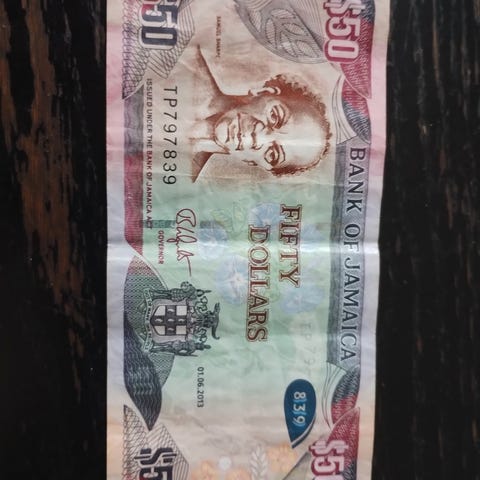 $50
BANK OF JAMAICA
$50
SAMUEL SHARPE
FIFTY
DOLLARS
TP797839
ISSUED UNDER THE BANK OF JAMAICA
GOVERNOR
01.06.2013
839
$50
$5
$5